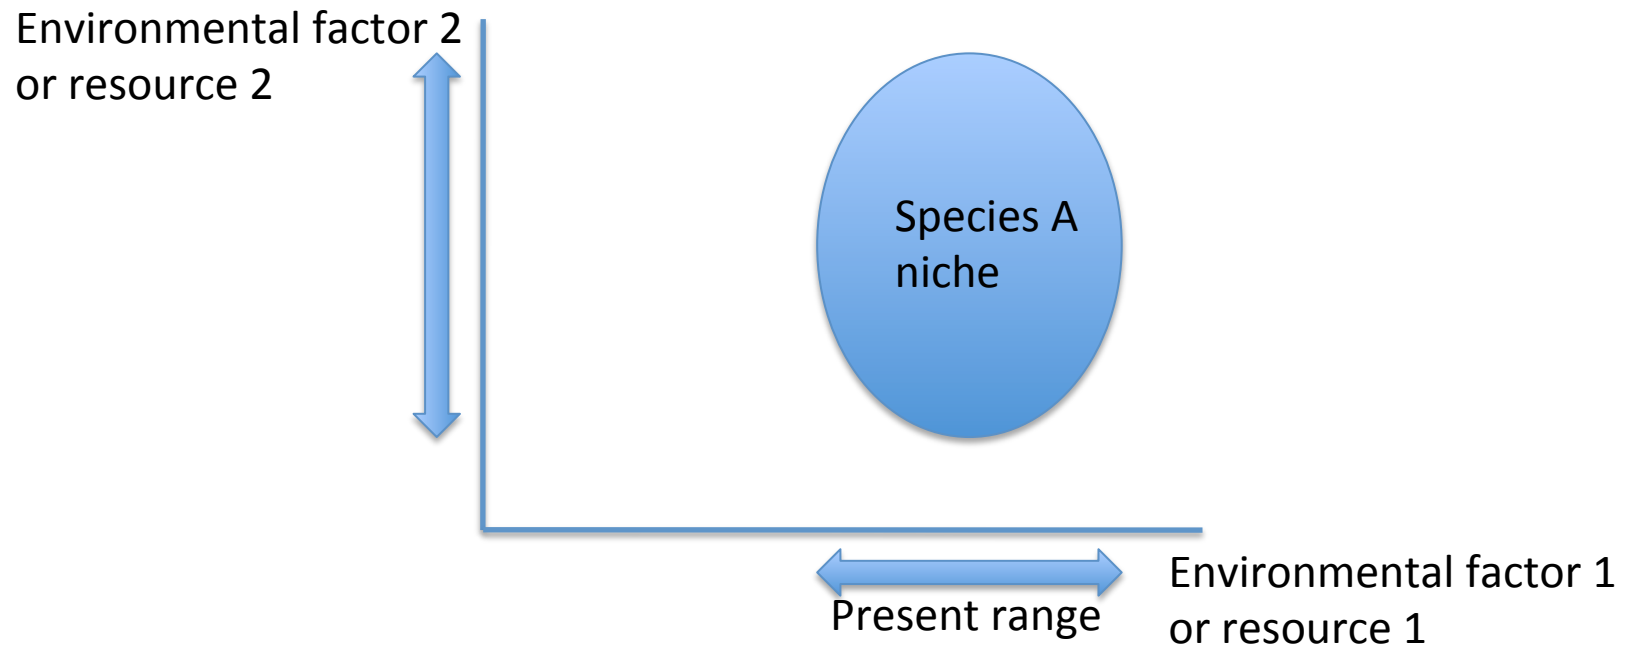 Environmental factor 2
or resource 2
Species A
niche
Present range
Environmental factor 1
or resource 1